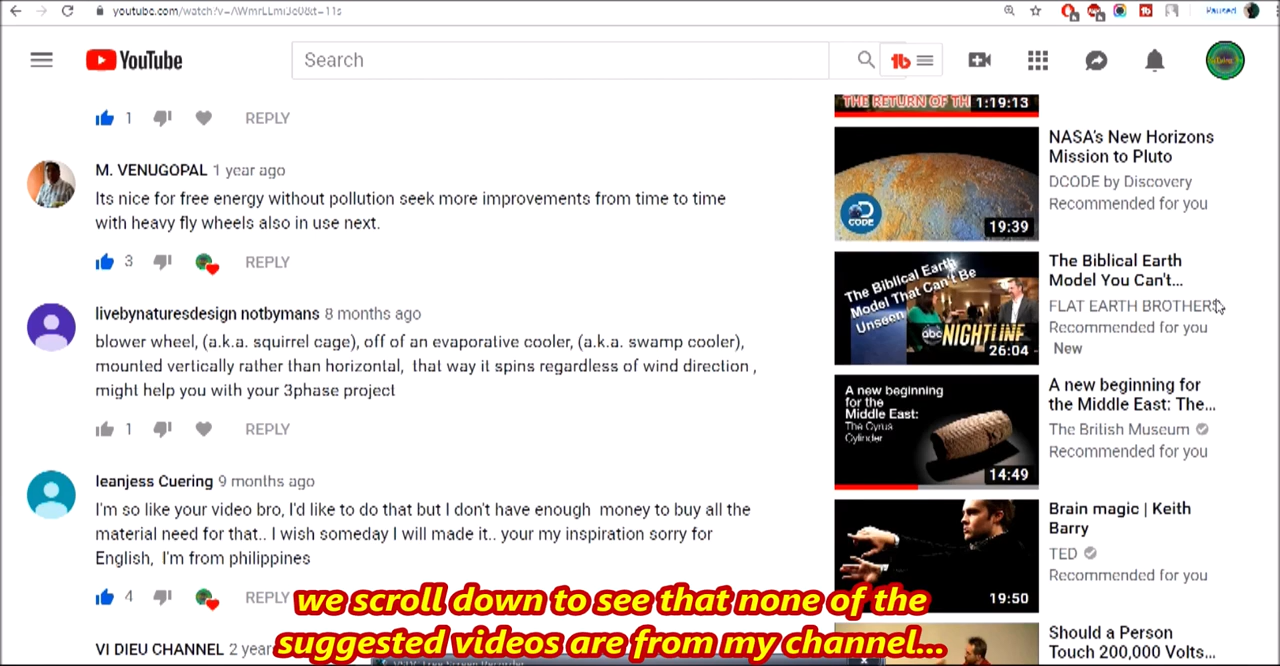 YouTube
Search
1
REPLY
M. VENUGOPAL 1 year ago
Its nice for free energy without pollution seek more improvements from time to time
with heavy fly wheels also in use next.
3
REPLY
livebynaturesdesign notbymans 8 months ago
blower wheel, (a.k.a. squirrel cage), off of an evaporative cooler, (a.k.a. swamp cooler),
mounted vertically rather than horizontal, that way it spins regardless of wind direction ,
might help you with your 3phase project
1
REPLY
leanjess Cuering 9 months ago
I'm so like your video bro, I'd like to do that but I don't have enough money to buy all the
material need for that.. I wish someday I will made it.. your my inspiration sorry for
English, I'm from philippines
4
REPLY
VI DIEU CHANNEL 2 year
Paused
THE RETURN OF TH
1:19:13
NASA's New Horizons
Mission to Pluto
DCODE by Discovery
Recommended for you
CODE
19:39
The Biblical Earth
Model You Can't...
FLAT EARTH BROTHERS
Recommended for you
New
The Biblical Earth
Model That Can't Be
Unseen
abc NIGHTLINE
26:04
A new beginning for
the Middle East: The...
The British Museum
Recommended for you
A new beginning
for the
Middle East:
The Cyrus
Cylinder
14:49
Brain magic | Keith
Barry
TED
Recommended for you
19:50
Should a Person
Touch 200,000 Volts...
we scroll down to see that none of the
suggested videos are from my channel...